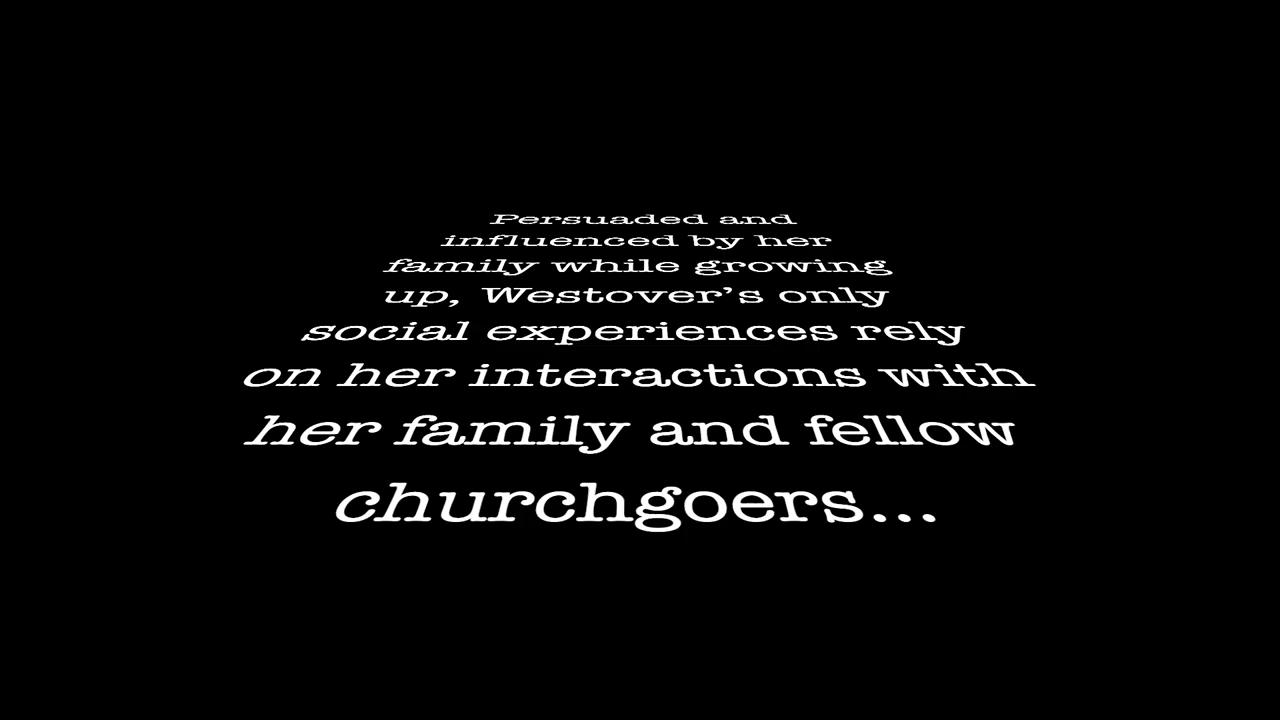 Persuaded and
influenced by her
family while growing
up, Westover’s only
social experiences rely
on her interactions with
her family and fellow
churchgoers...